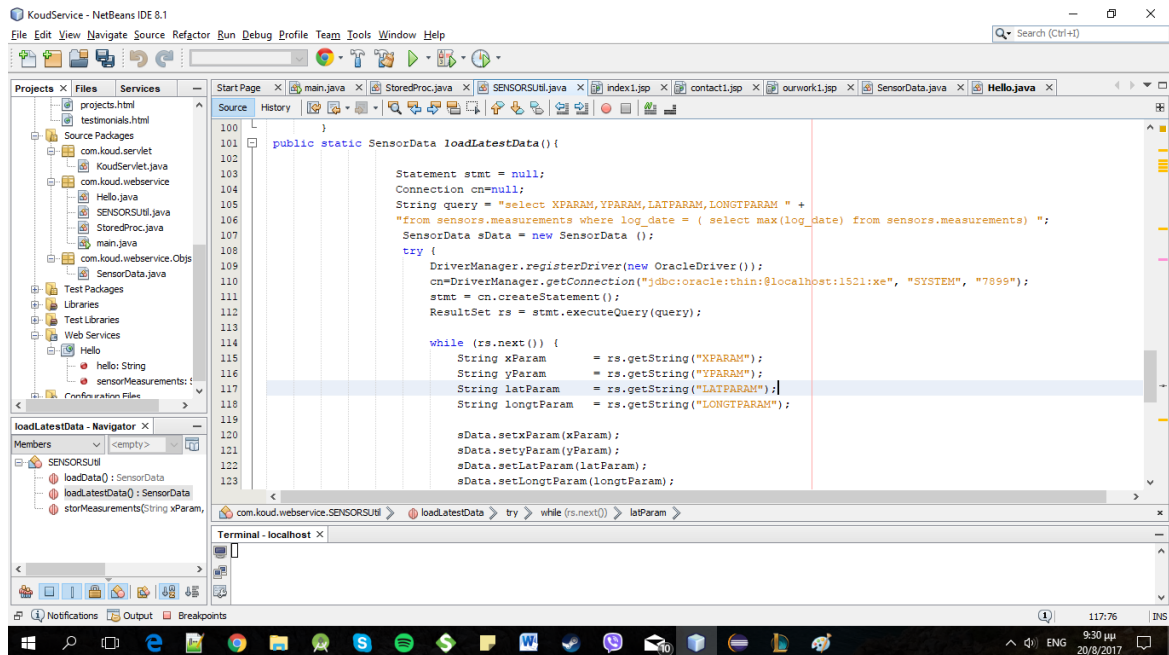 KoudService - NetBeans IDE 8.1
File Edit View Navigate Source Refactor Run Debug Profile Team Tools Window Help
Search (Ctrl+I)
Projects Files Services
Start Page main.java StoredProc.java SENSORSUtil.java index1.jsp contact1.jsp ourwork1.jsp SensorData.java Hello.java
Source History
projects.html
testimonials.html
Source Packages
com.koud.servlet
KoudServlet.java
com.koud.webservice
Hello.java
SENSORSUtil.java
StoredProc.java
main.java
com.koud.webservice.Objs
SensorData.java
Test Packages
Libraries
Test Libraries
Web Services
Hello
hello: String
sensorMeasurements:
Configuration Files
100 }
101 public static SensorData loadLatestData(){
102
103 Statement stmt = null;
104 Connection cn=null;
105 String query = "select XPARAM,YPARAM,LATPARAM,LONGTPARAM " +
106 "from sensors.measurements where log_date = ( select max(log_date) from sensors.measurements) ";
107 SensorData sData = new SensorData ();
108 try {
109 DriverManager.registerDriver(new OracleDriver());
110 cn=DriverManager.getConnection("jdbc:oracle:thin:@localhost:1521:xe", "SYSTEM", "7899");
111 stmt = cn.createStatement();
112 ResultSet rs = stmt.executeQuery(query);
113
114 while (rs.next()) {
115 String xParam = rs.getString("XPARAM");
116 String yParam = rs.getString("YPARAM");
117 String latParam = rs.getString("LATPARAM");
118 String longtParam = rs.getString("LONGTPARAM");
119
120 sData.setxParam(xParam);
121 sData.setyParam(yParam);
122 sData.setLatParam(latParam);
123 sData.setLongtParam(longtParam);
loadLatestData - Navigator
Members <empty>
SENSORSUtil
loadData() : SensorData
loadLatestData() : SensorData
storMeasurements(String xParam,
com.koud.webservice.SENSORSUtil loadLatestData try while (rs.next()) latParam
Terminal - localhost
Notifications Output Breakpoints
1 117:76 INS
ENG 9:30 μμ
20/8/2017